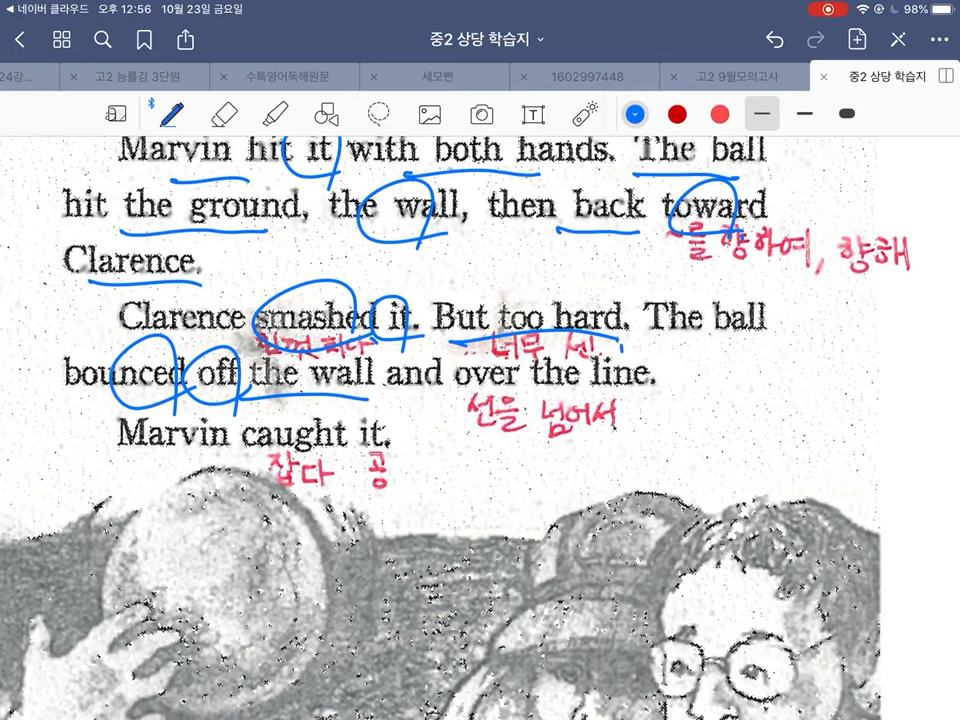 네이버 클라우드 오후 12:56 10월 23일 금요일 98%
중2 상당 학습지
24강... 고2 능률김 3단원 수특영어독해원문 세모삔 1602997448 고2 9월모의고사 중2 상당 학습지
Marvin hit it with both hands. The ball
hit the ground, the wall, then back toward
~를 향하여, 향해
Clarence.
Clarence smashed it. But too hard. The ball
너무 센
bounced off the wall and over the line.
선을 넘어서
Marvin caught it.
잡다 공